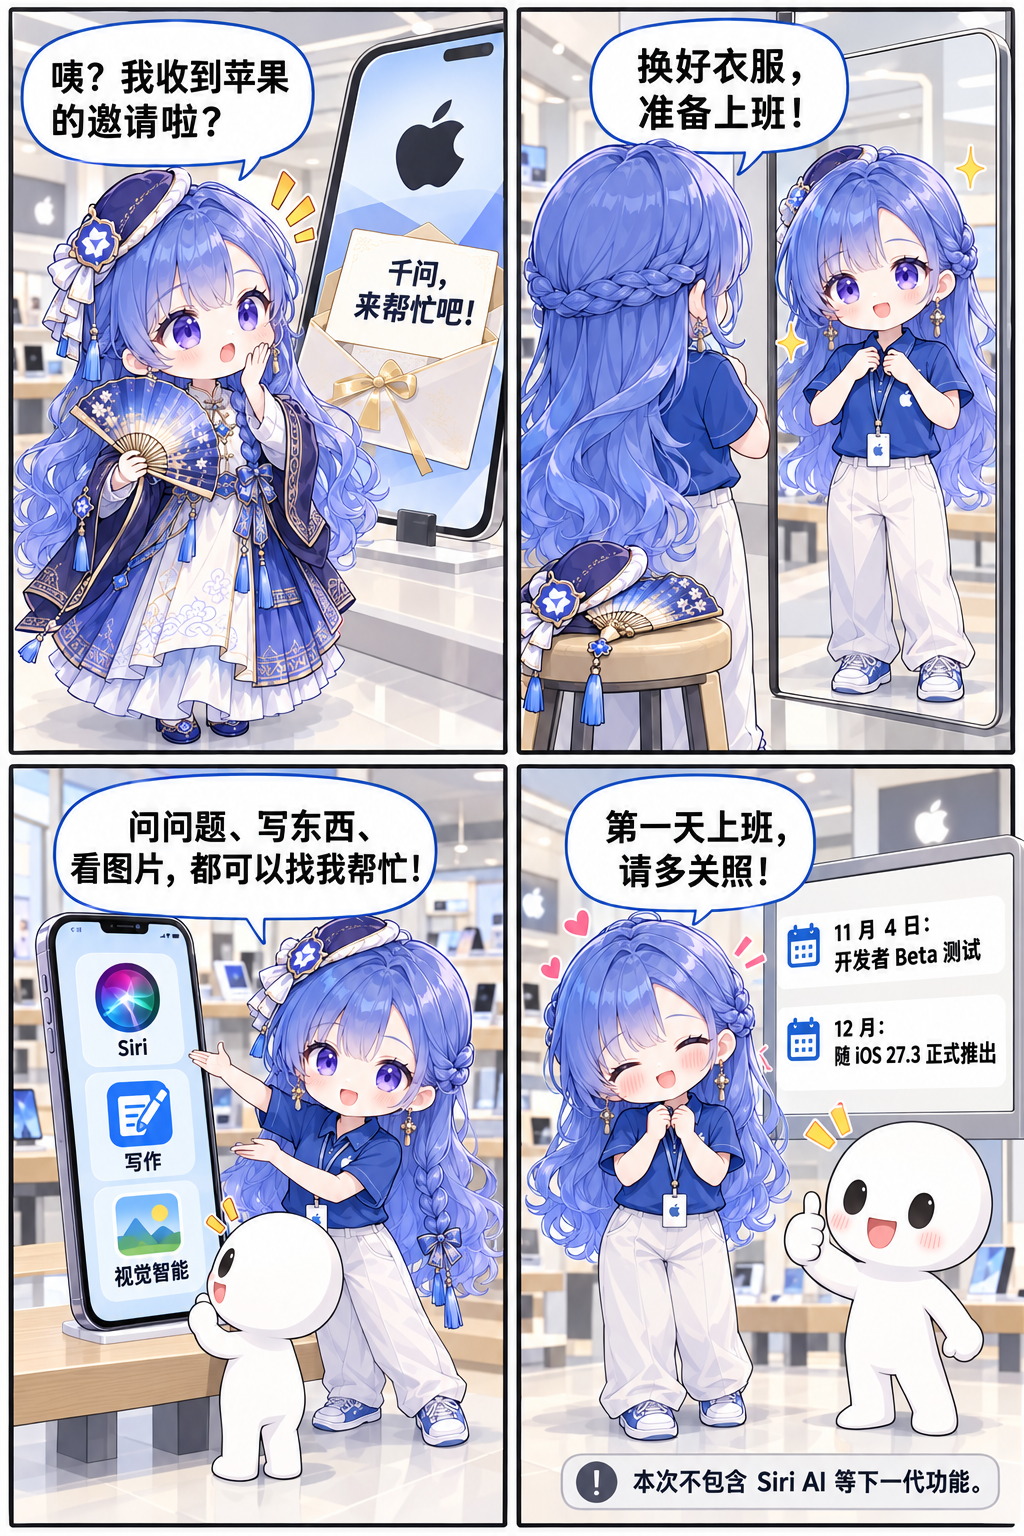 咦？我收到苹果
的邀请啦？
千问，
来帮忙吧！
换好衣服，
准备上班！
问问题、写东西、
看图片，都可以找我帮忙！
Siri
写作
视觉智能
第一天上班，
请多关照！
11 月 4 日：
开发者 Beta 测试
12 月：
随 iOS 27.3 正式推出
本次不包含 Siri AI 等下一代功能。